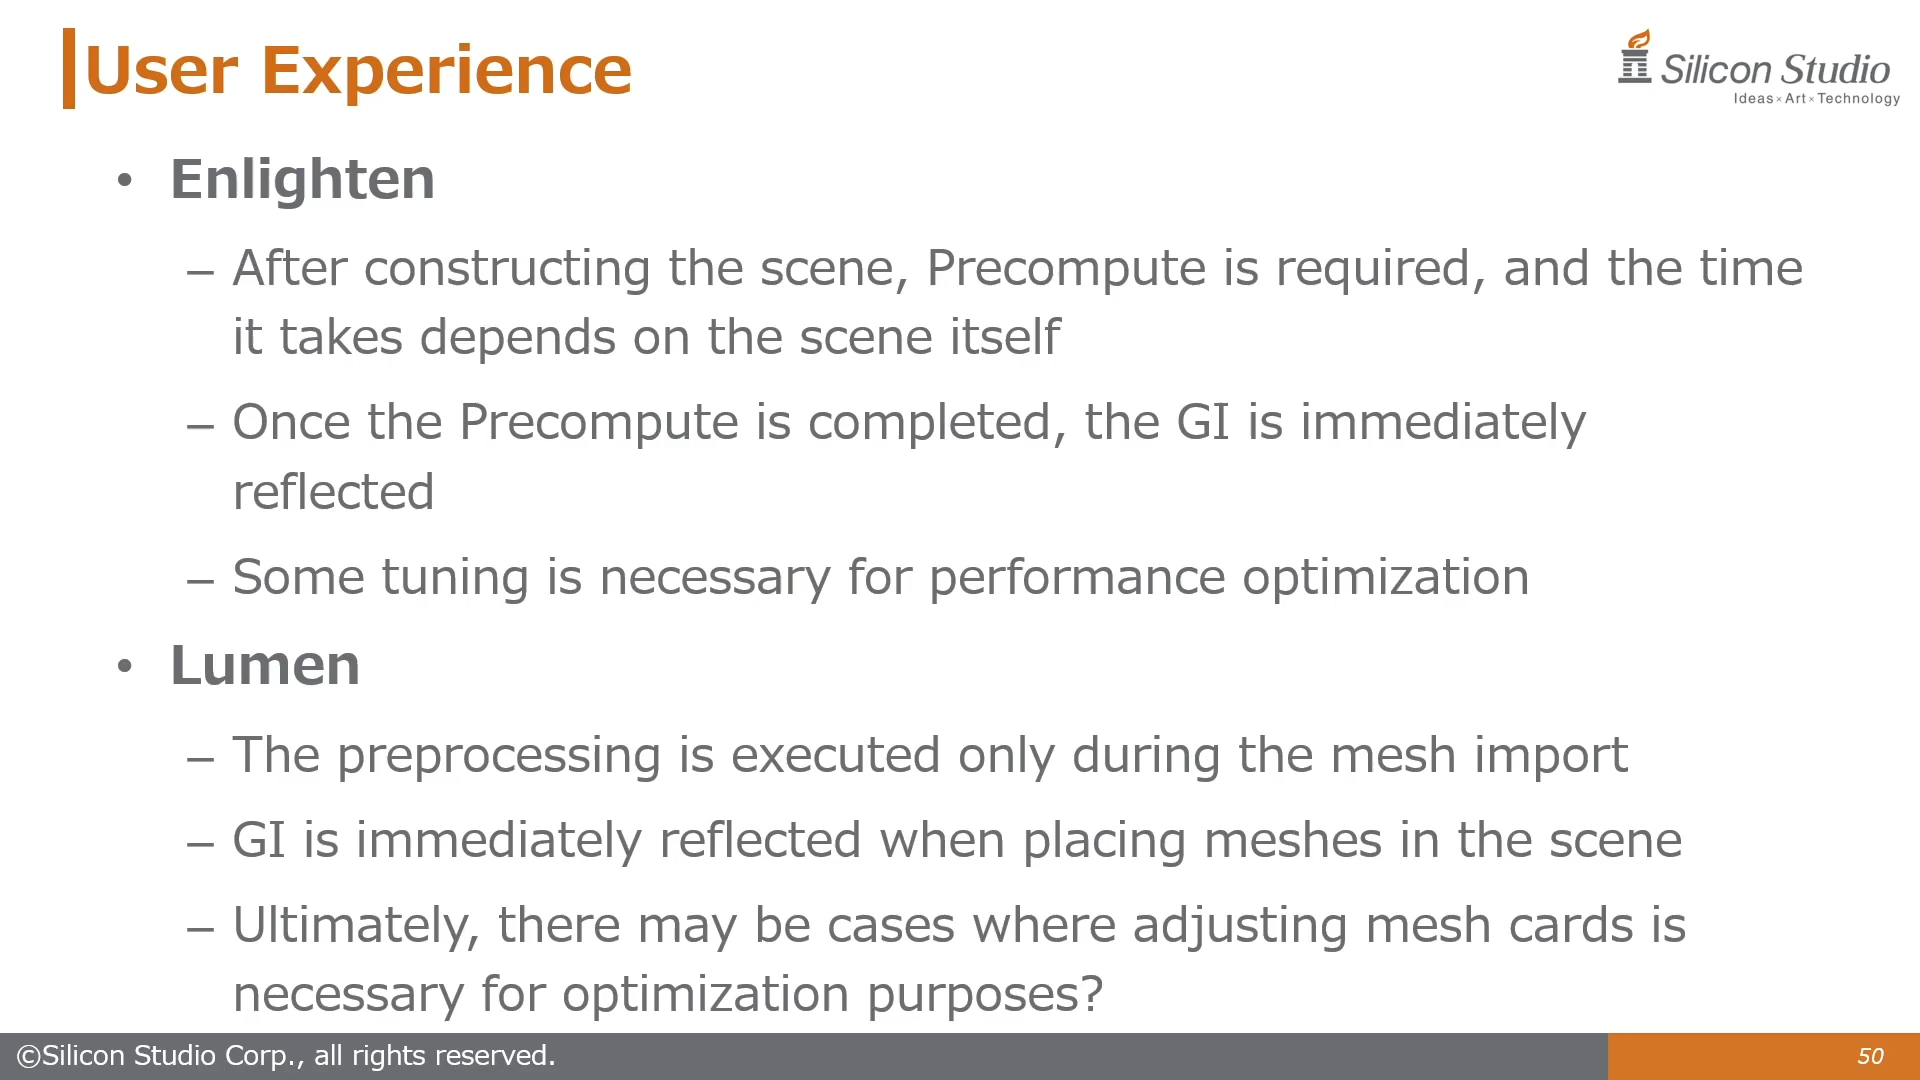 User Experience
Silicon Studio
Ideas×Art×Technology
• Enlighten
– After constructing the scene, Precompute is required, and the time
it takes depends on the scene itself
– Once the Precompute is completed, the GI is immediately
reflected
– Some tuning is necessary for performance optimization
• Lumen
– The preprocessing is executed only during the mesh import
– GI is immediately reflected when placing meshes in the scene
– Ultimately, there may be cases where adjusting mesh cards is
necessary for optimization purposes?
©Silicon Studio Corp., all rights reserved.
50